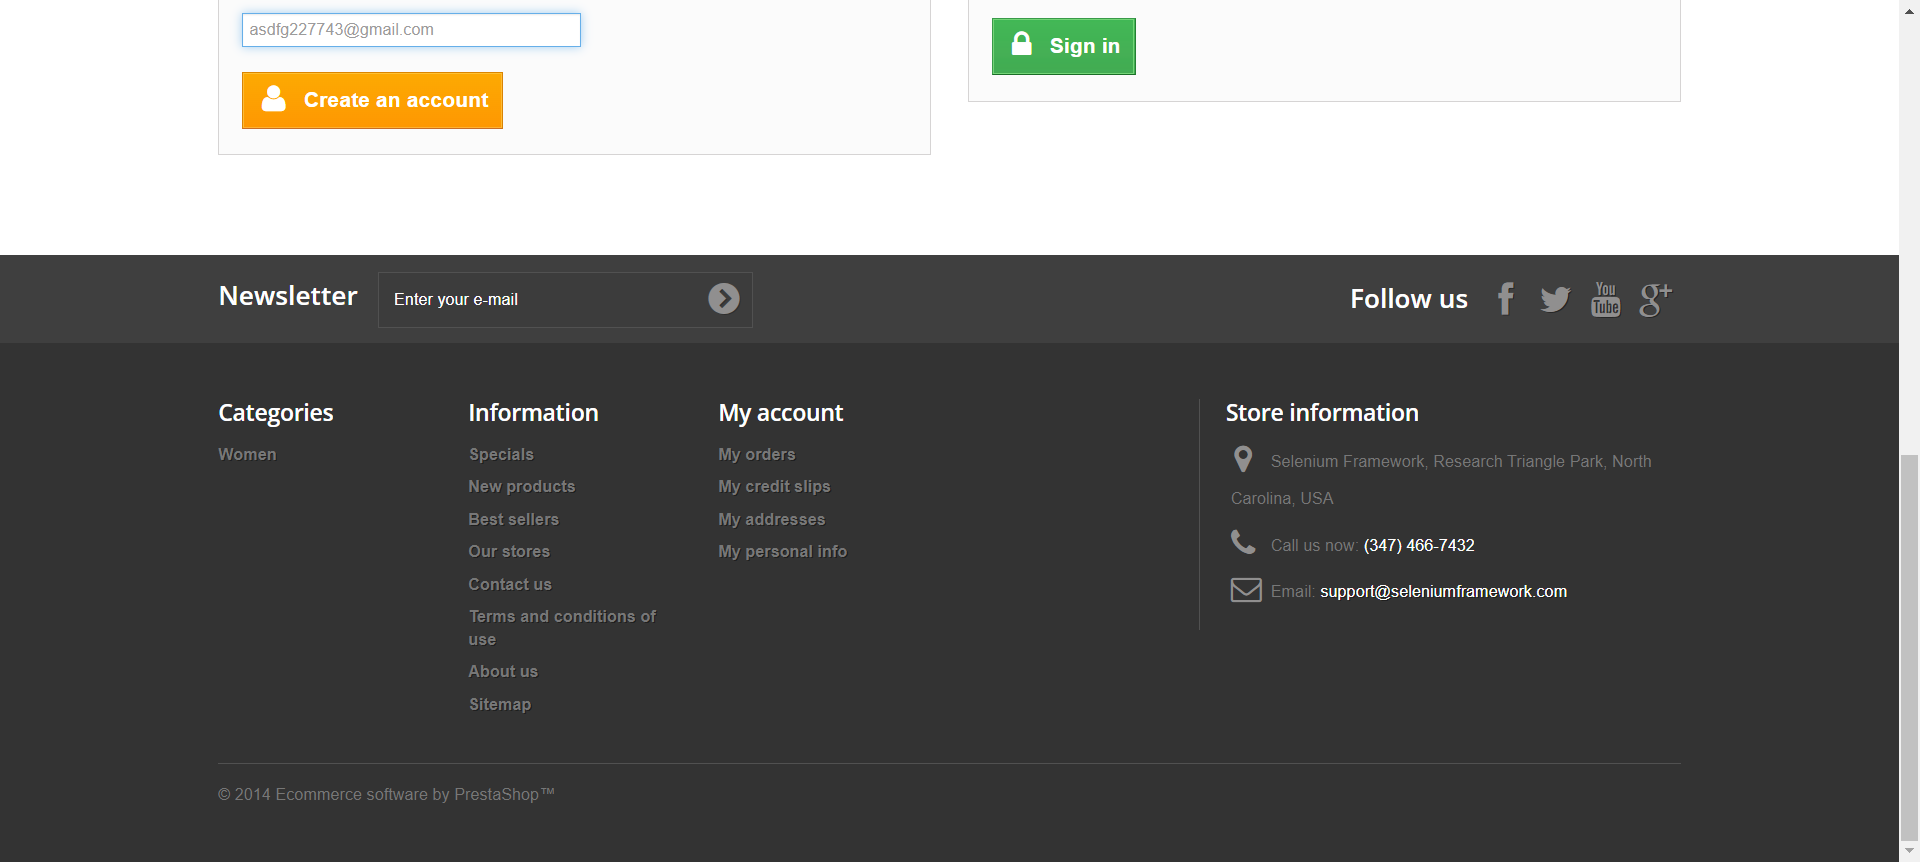 asdfg227743@gmail.com
Create an account
Sign in
Newsletter
Enter your e-mail
Follow us
f
You
Tube
g+
Categories
Women
Information
Specials
New products
Best sellers
Our stores
Contact us
Terms and conditions of
use
About us
Sitemap
My account
My orders
My credit slips
My addresses
My personal info
Store information
Selenium Framework, Research Triangle Park, North
Carolina, USA
Call us now: (347) 466-7432
Email: support@seleniumframework.com
© 2014 Ecommerce software by PrestaShop™